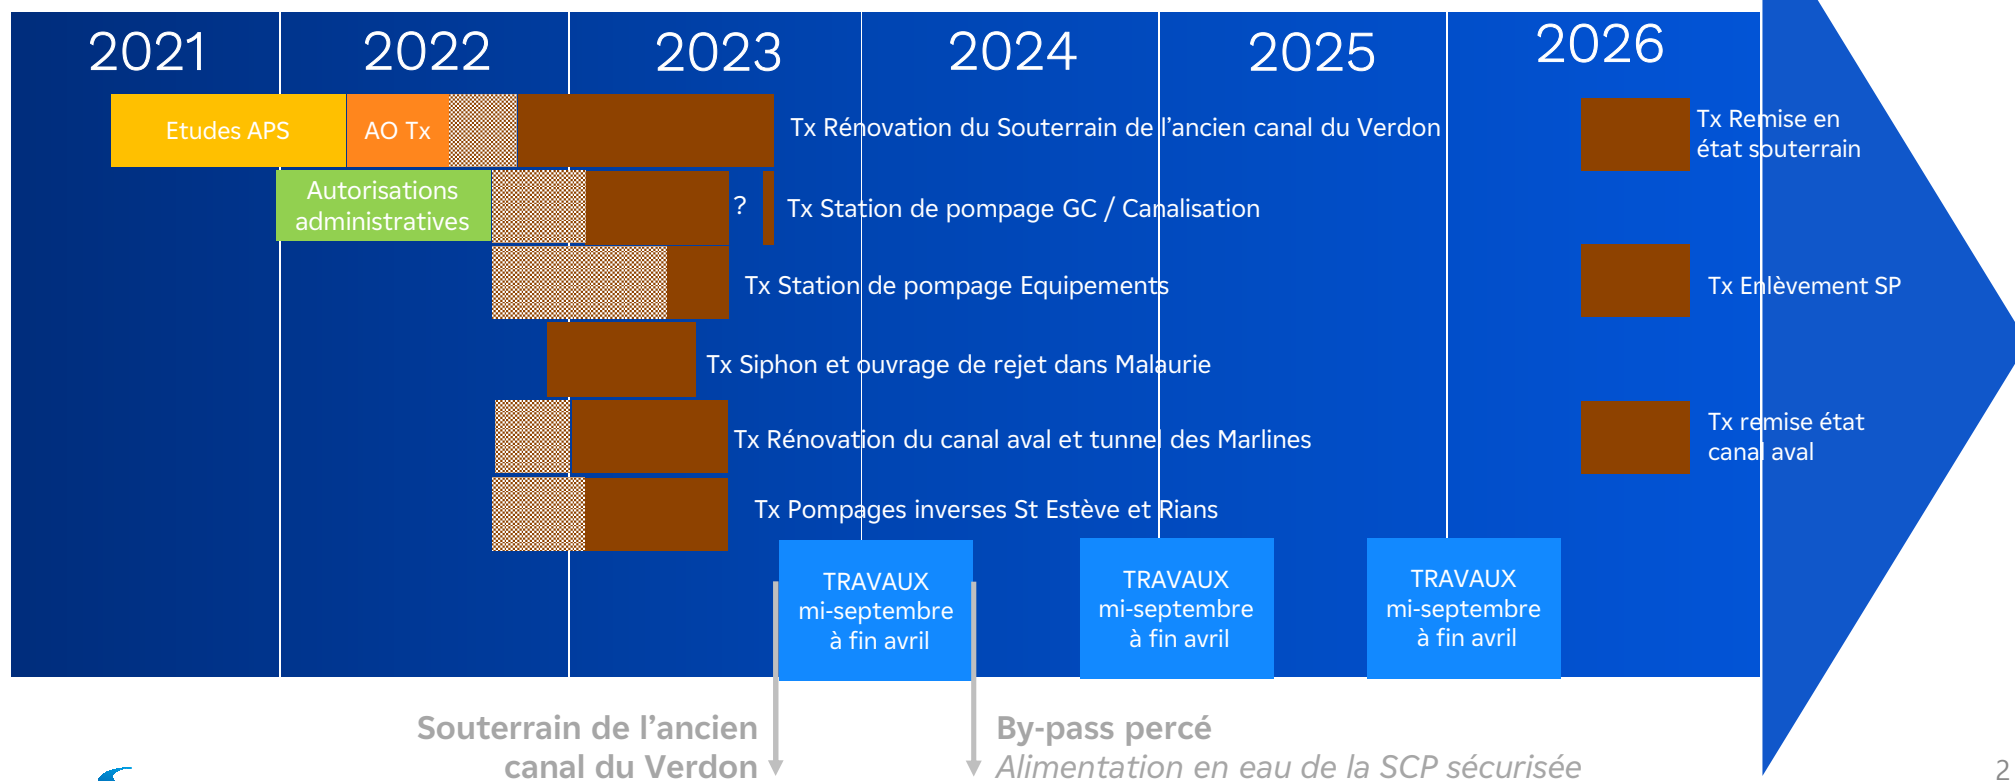 2021 2022 2023 2024 2025 2026
Etudes APS
AO Tx
Tx Rénovation du Souterrain de l'ancien canal du Verdon
Tx Remise en
état souterrain
Autorisations
administratives
?
Tx Station de pompage GC / Canalisation
Tx Station de pompage Equipements
Tx Enlèvement SP
Tx Siphon et ouvrage de rejet dans Malaurie
Tx Rénovation du canal aval et tunnel des Marlines
Tx remise état
canal aval
Tx Pompages inverses St Estève et Rians
TRAVAUX
mi-septembre
à fin avril
TRAVAUX
mi-septembre
à fin avril
TRAVAUX
mi-septembre
à fin avril
Souterrain de l'ancien
canal du Verdon
By-pass percé
Alimentation en eau de la SCP sécurisée
2